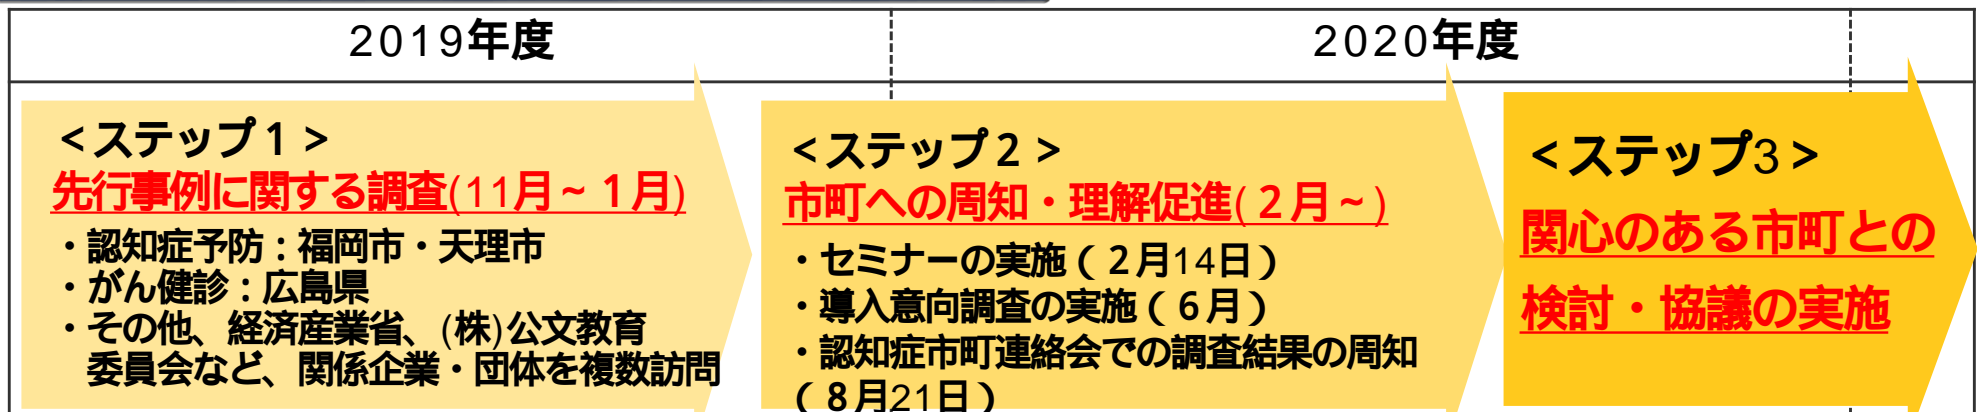 2019年度
2020年度
<ステップ1>
先行事例に関する調査(11月~1月)
・認知症予防:福岡市・天理市
・がん健診:広島県
・その他、経済産業省、(株)公文教育
委員会など、関係企業・団体を複数訪問
<ステップ2>
市町への周知・理解促進(2月~)
・セミナーの実施(2月14日)
・導入意向調査の実施(6月)
・認知症市町連絡会での調査結果の周知
(8月21日)
<ステップ3>
関心のある市町との
検討・協議の実施